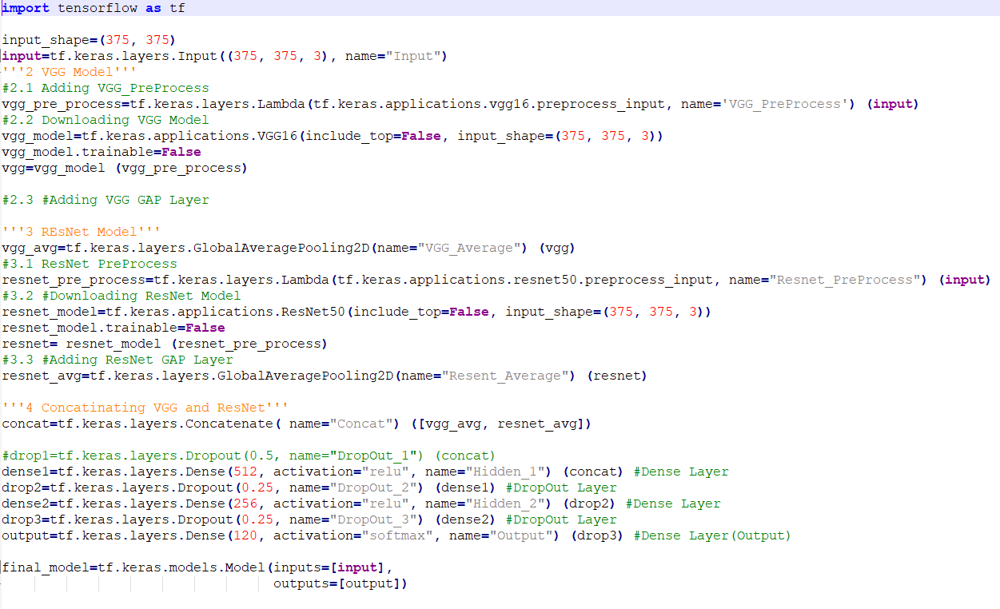 import tensorflow as tf
input_shape=(375, 375)
input=tf.keras.layers.Input((375, 375, 3), name="Input")
'''2 VGG Model'''
#2.1 Adding VGG_PreProcess
vgg_pre_process=tf.keras.layers.Lambda(tf.keras.applications.vgg16.preprocess_input, name='VGG_PreProcess') (input)
#2.2 Downloading VGG Model
vgg_model=tf.keras.applications.VGG16(include_top=False, input_shape=(375, 375, 3))
vgg_model.trainable=False
vgg=vgg_model (vgg_pre_process)
#2.3 #Adding VGG GAP Layer
'''3 REsNet Model'''
vgg_avg=tf.keras.layers.GlobalAveragePooling2D(name="VGG_Average") (vgg)
#3.1 ResNet PreProcess
resnet_pre_process=tf.keras.layers.Lambda(tf.keras.applications.resnet50.preprocess_input, name="Resnet_PreProcess") (input)
#3.2 #Downloading ResNet Model
resnet_model=tf.keras.applications.ResNet50(include_top=False, input_shape=(375, 375, 3))
resnet_model.trainable=False
resnet= resnet_model (resnet_pre_process)
#3.3 #Adding ResNet GAP Layer
resnet_avg=tf.keras.layers.GlobalAveragePooling2D(name="Resent_Average") (resnet)
'''4 Concatinating VGG and ResNet'''
concat=tf.keras.layers.Concatenate( name="Concat") ([vgg_avg, resnet_avg])
#drop1=tf.keras.layers.Dropout(0.5, name="DropOut_1") (concat)
dense1=tf.keras.layers.Dense(512, activation="relu", name="Hidden_1") (concat) #Dense Layer
drop2=tf.keras.layers.Dropout(0.25, name="DropOut_2") (dense1) #DropOut Layer
dense2=tf.keras.layers.Dense(256, activation="relu", name="Hidden_2") (drop2) #Dense Layer
drop3=tf.keras.layers.Dropout(0.25, name="DropOut_3") (dense2) #DropOut Layer
output=tf.keras.layers.Dense(120, activation="softmax", name="Output") (drop3) #Dense Layer(Output)
final_model=tf.keras.models.Model(inputs=[input],
outputs=[output])